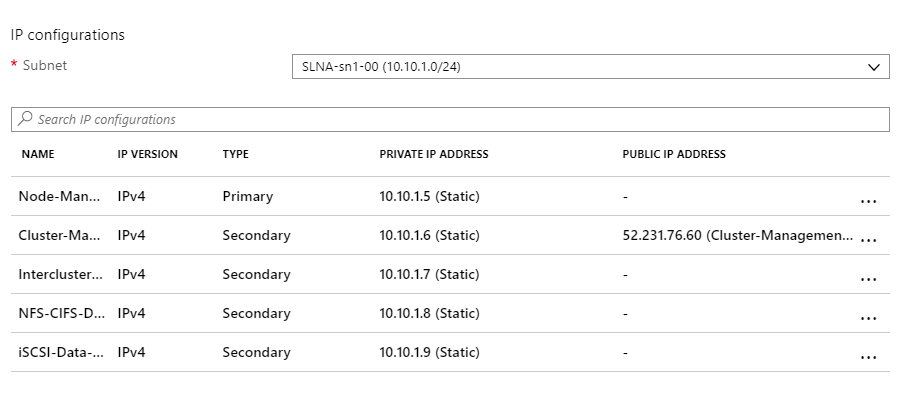 IP configurations
* Subnet SLNA-sn1-00 (10.10.1.0/24)
Search IP configurations
NAME IP VERSION TYPE PRIVATE IP ADDRESS PUBLIC IP ADDRESS
Node-Man... IPv4 Primary 10.10.1.5 (Static) - ...
Cluster-Ma... IPv4 Secondary 10.10.1.6 (Static) 52.231.76.60 (Cluster-Managemen... ...
Intercluster... IPv4 Secondary 10.10.1.7 (Static) - ...
NFS-CIFS-D... IPv4 Secondary 10.10.1.8 (Static) - ...
iSCSI-Data-... IPv4 Secondary 10.10.1.9 (Static) - ...